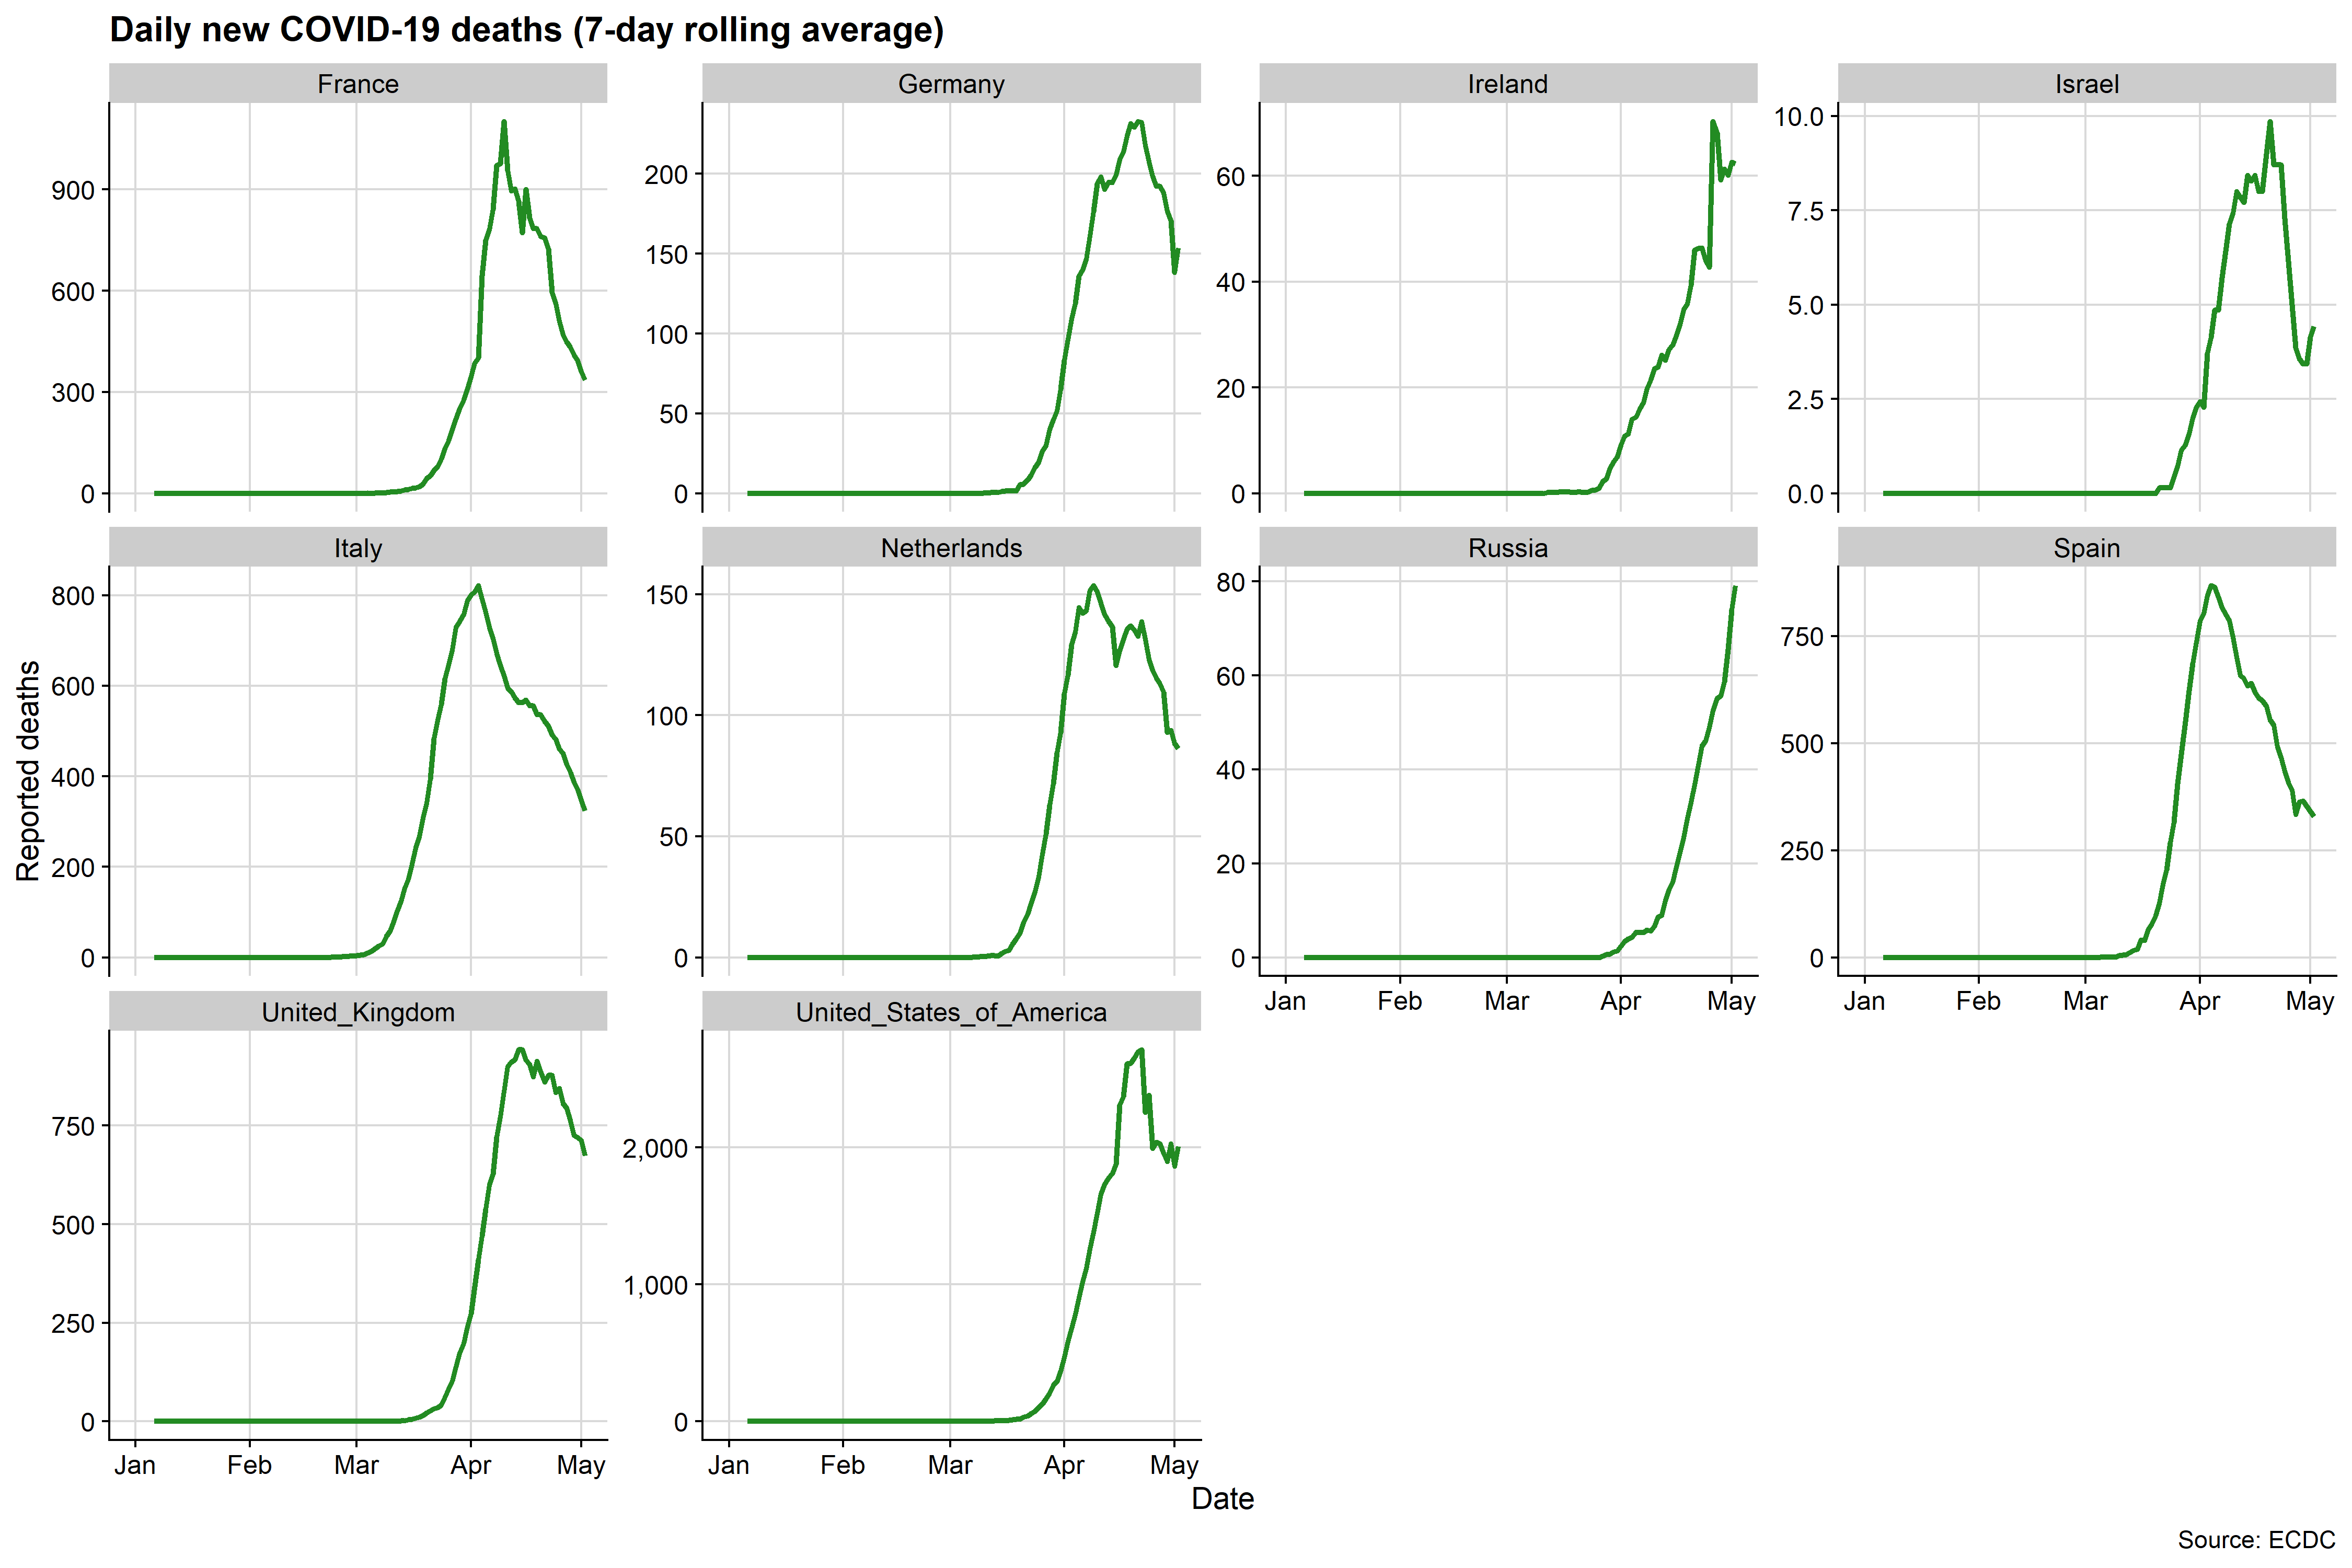 Daily new COVID-19 deaths (7-day rolling average)
France
Germany
Ireland
Israel
900
600
300
0
200
150
100
50
0
60
40
20
0
10.0
7.5
5.0
2.5
0.0
Italy
Netherlands
Russia
Spain
800
600
400
200
0
150
100
50
0
80
60
40
20
0
Jan Feb Mar Apr May
750
500
250
0
Jan Feb Mar Apr May
United_Kingdom
United_States_of_America
750
500
250
0
Jan Feb Mar Apr May
2,000
1,000
0
Jan Feb Mar Apr May
Reported deaths
Date
Source: ECDC